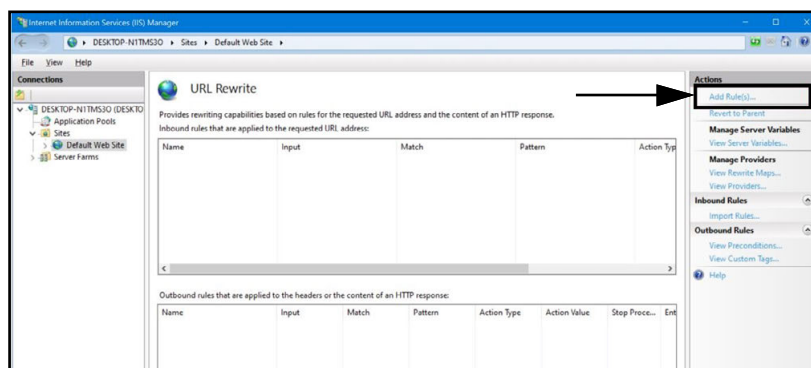 Internet Information Services (IIS) Manager
DESKTOP-N1TMS3O Sites Default Web Site
File View Help
Connections
DESKTOP-N1TMS3O (DESKTO
Application Pools
Sites
Default Web Site
Server Farms
URL Rewrite
Provides rewriting capabilities based on rules for the requested URL address and the content of an HTTP response.
Inbound rules that are applied to the requested URL address:
Name Input Match Pattern Action Typ
Outbound rules that are applied to the headers or the content of an HTTP response:
Name Input Match Pattern Action Type Action Value Stop Proce... Ent
Actions
Add Rule(s)...
Revert to Parent
Manage Server Variables
View Server Variables...
Manage Providers
View Rewrite Maps...
View Providers...
Inbound Rules
Import Rules...
Outbound Rules
View Preconditions...
View Custom Tags...
Help